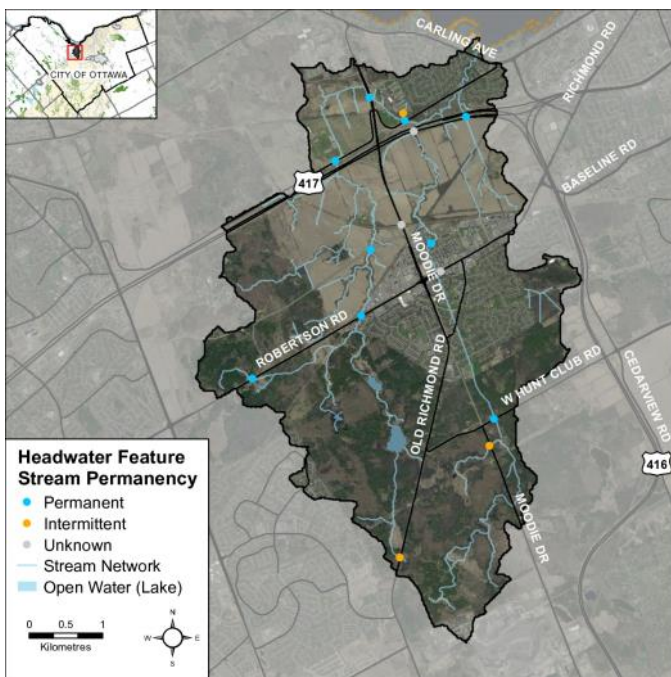 CITY OF OTTAWA
CARLING AVE
RICHMOND RD
BASELINE RD
417
MOODIE DR
ROBERTSON RD
OLD RICHMOND RD
W HUNT CLUB RD
CEDARVIEW RD
416
MOODIE DR
Headwater Feature
Stream Permanency
Permanent
Intermittent
Unknown
Stream Network
Open Water (Lake)
0 0.5 1
Kilometres
N
W E
S